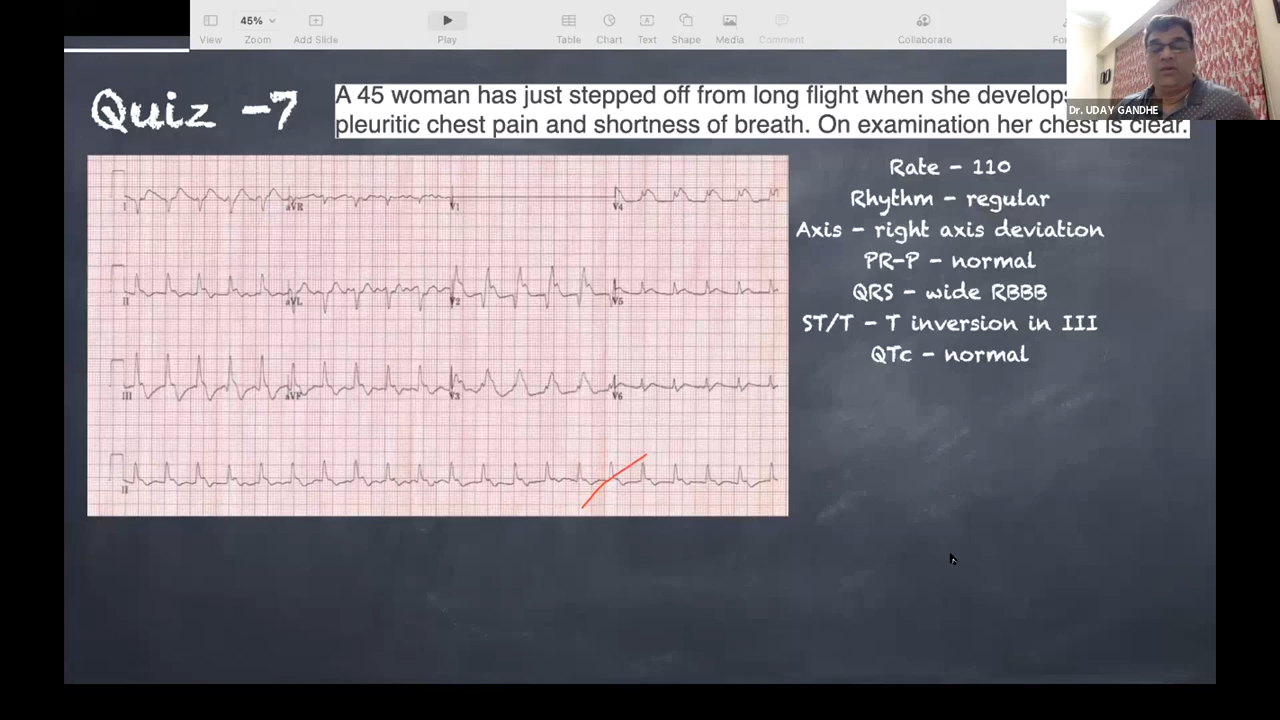 45%
View
Zoom
Add Slide
Play
Table
Chart
Text
Shape
Media
Comment
Collaborate
Dr. UDAY GANDHE
Quiz -7
A 45 woman has just stepped off from long flight when she develops
pleuritic chest pain and shortness of breath. On examination her chest is clear.
Rate - 110
Rhythm - regular
Axis - right axis deviation
PR-P - normal
QRS - wide RBBB
ST/T - T inversion in III
QTc - normal
I aVR V1 V4
II aVL V2 V5
III aVF V3 V6
II